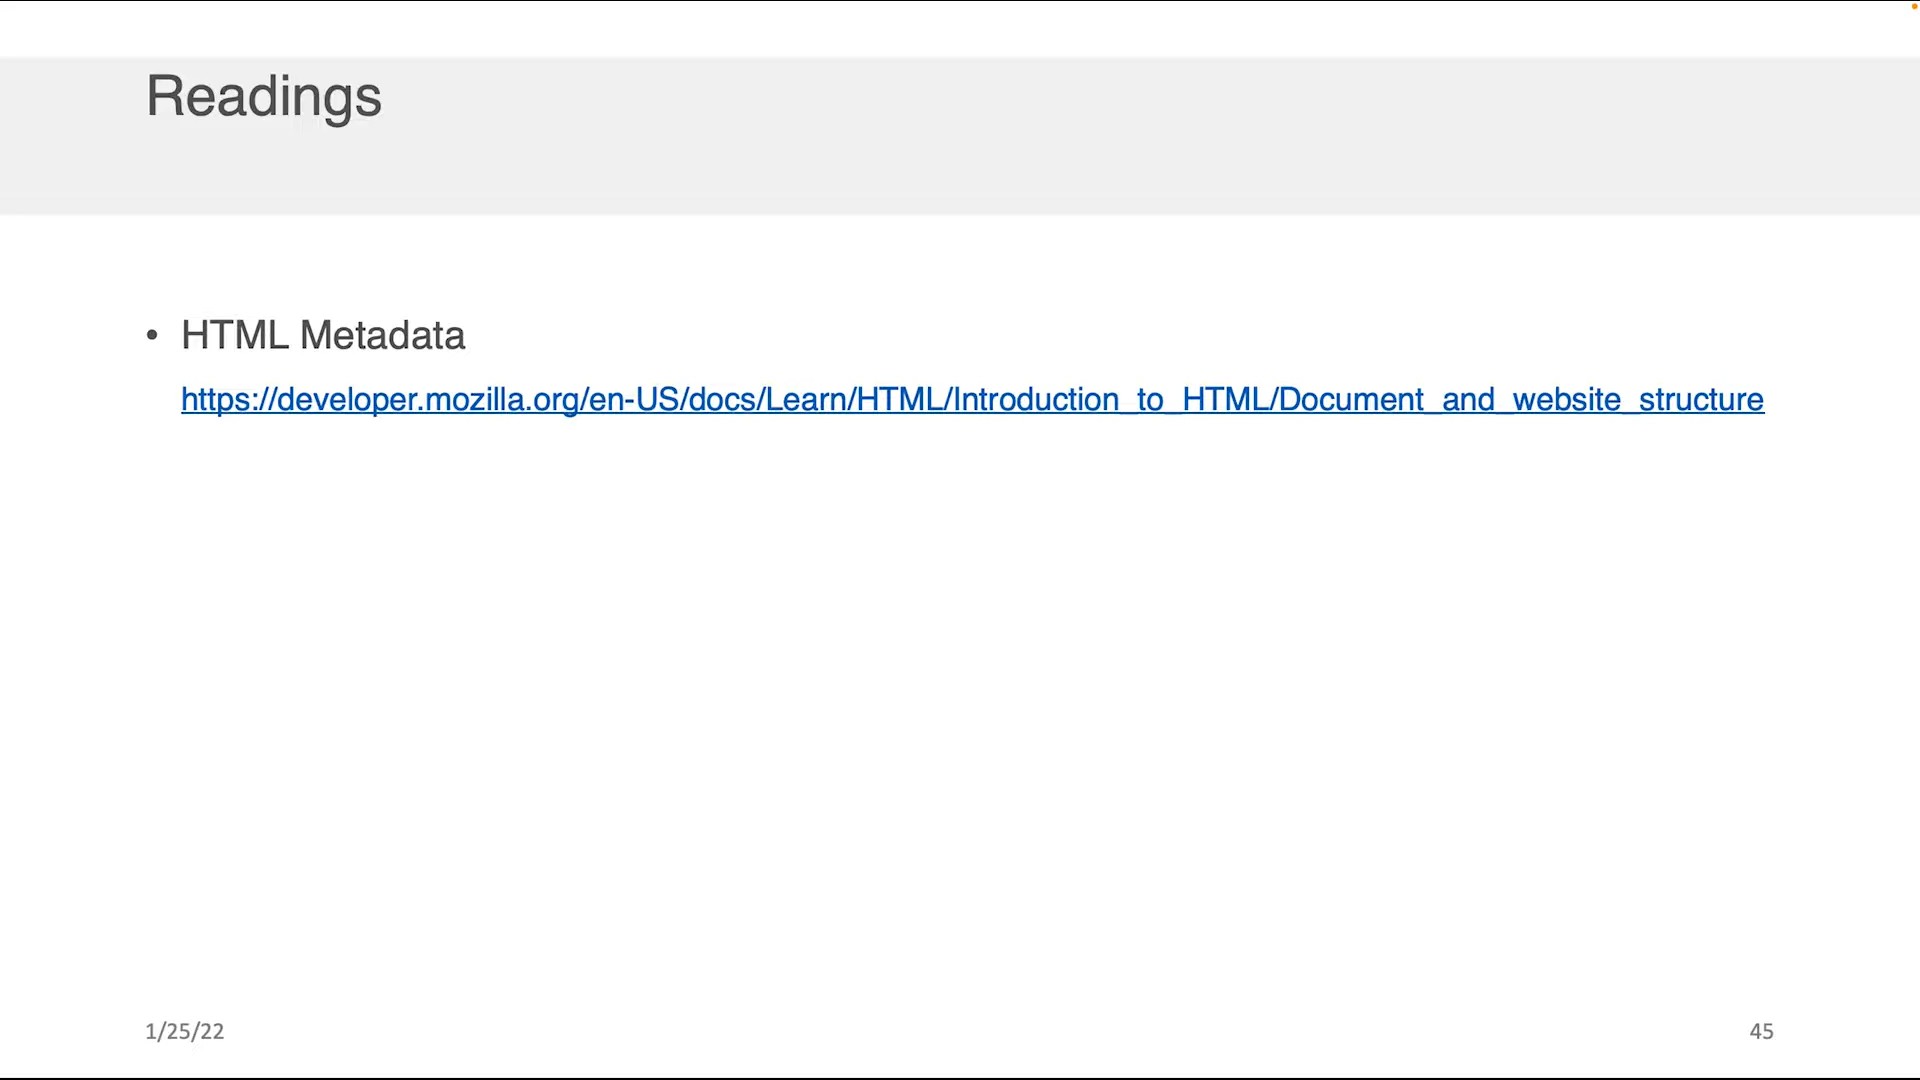 Readings
• HTML Metadata
https://developer.mozilla.org/en-US/docs/Learn/HTML/Introduction_to_HTML/Document_and_website_structure
1/25/22
45